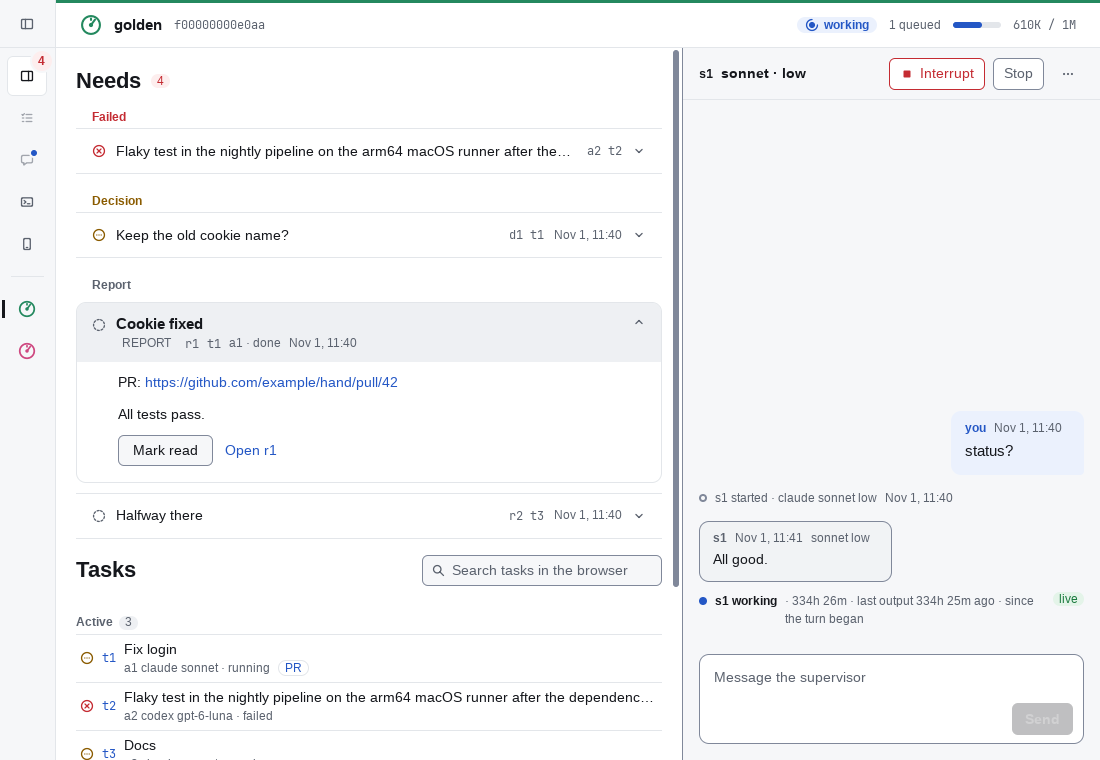 golden f00000000e0aa
working 1 queued 610K / 1M
4
Needs 4
Failed
Flaky test in the nightly pipeline on the arm64 macOS runner after the… a2 t2
Decision
Keep the old cookie name? d1 t1 Nov 1, 11:40
Report
Cookie fixed
REPORT r1 t1 a1 · done Nov 1, 11:40
PR: https://github.com/example/hand/pull/42
All tests pass.
Mark read Open r1
Halfway there r2 t3 Nov 1, 11:40
Tasks
Search tasks in the browser
Active 3
t1 Fix login
a1 claude sonnet · running PR
t2 Flaky test in the nightly pipeline on the arm64 macOS runner after the dependenc…
a2 codex gpt-6-luna · failed
t3 Docs
s1 sonnet · low
Interrupt Stop
you Nov 1, 11:40
status?
s1 started · claude sonnet low Nov 1, 11:40
s1 Nov 1, 11:41 sonnet low
All good.
s1 working · 334h 26m · last output 334h 25m ago · since
the turn began
live
Message the supervisor
Send